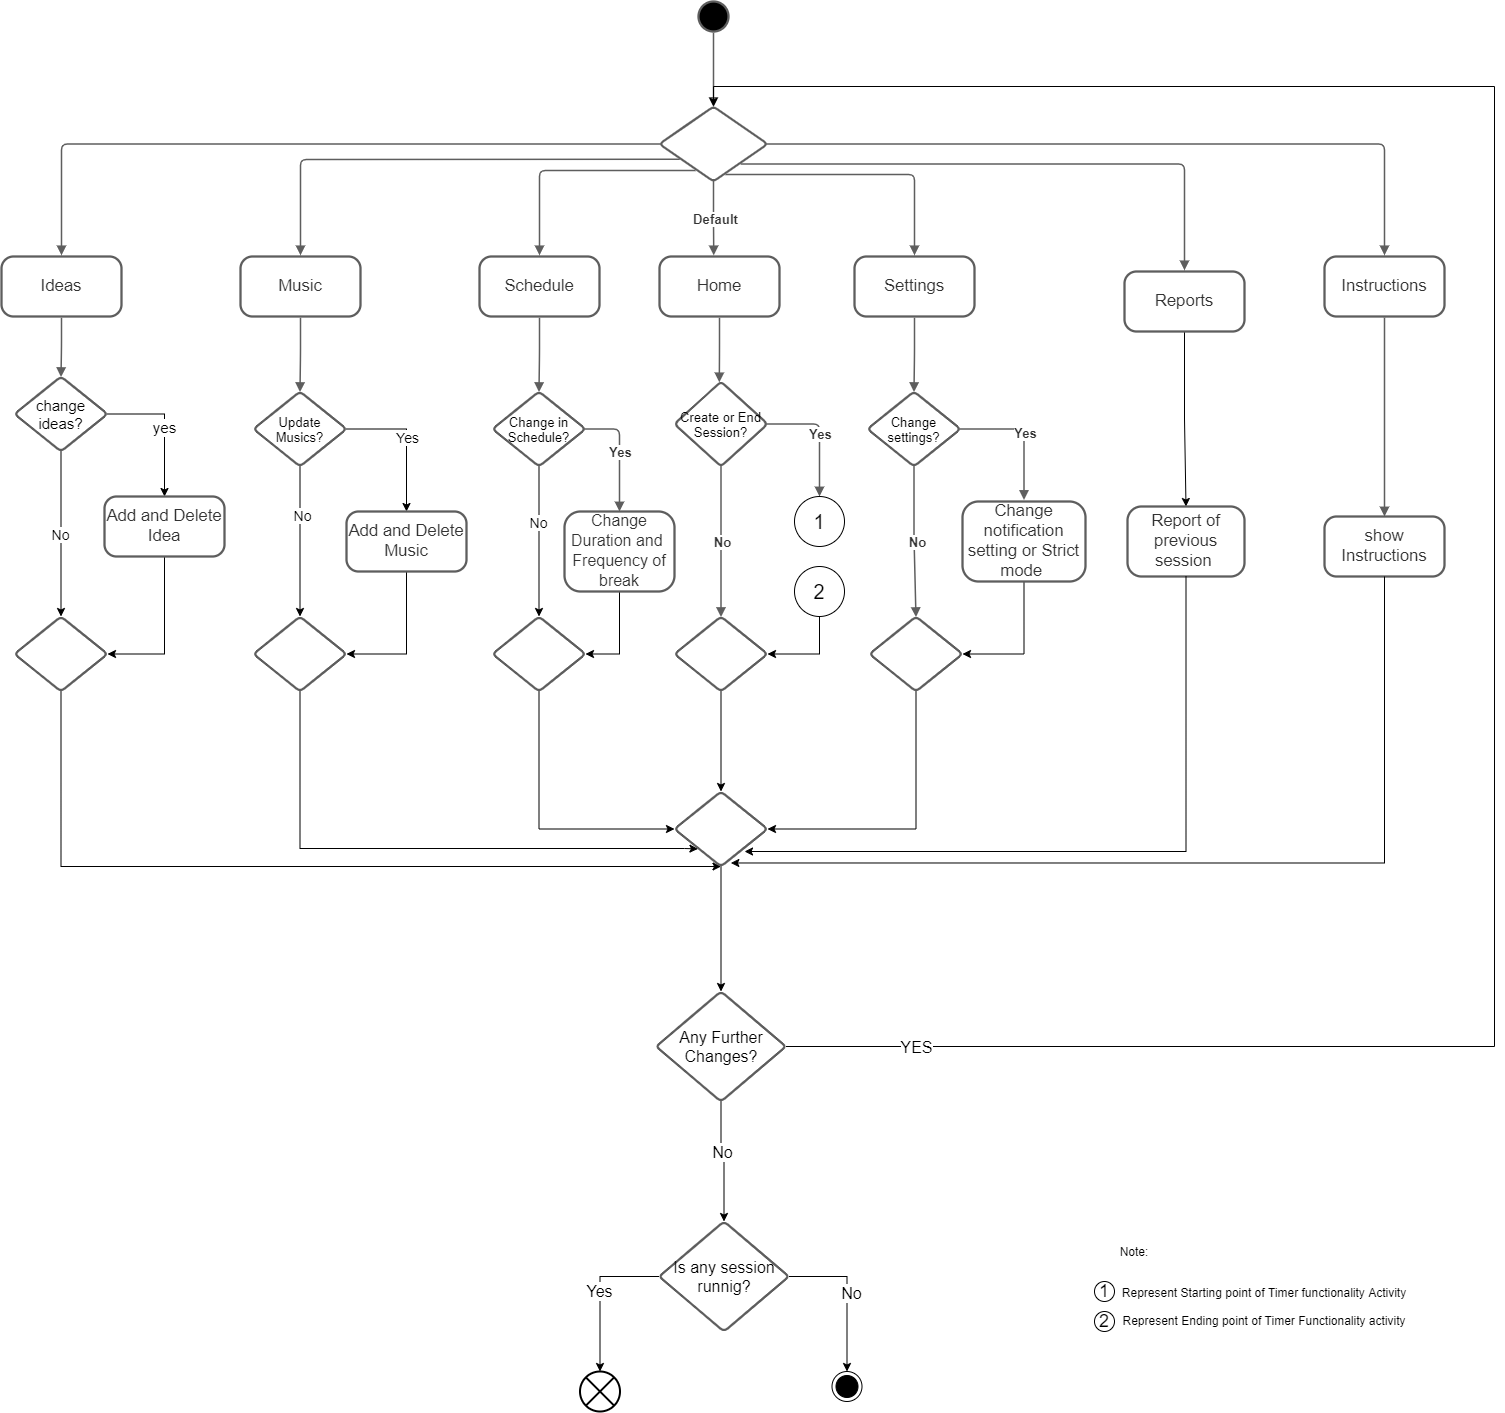 Default
Ideas
Music
Schedule
Home
Settings
Reports
Instructions
change
ideas?
yes
No
Add and Delete
Idea
Update
Musics?
Yes
No
Add and Delete
Music
Change in
Schedule?
Yes
No
Change
Duration and
Frequency of
break
Create or End
Session?
Yes
No
1
2
Change
settings?
Yes
No
Change
notification
setting or Strict
mode
Report of
previous
session
show
Instructions
Any Further
Changes?
YES
No
Is any session
runnig?
Yes
No
Note:
1 Represent Starting point of Timer functionality Activity
2 Represent Ending point of Timer Functionality activity